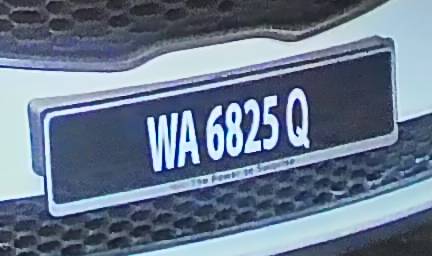 WA 6825 Q
The Power to Surprise